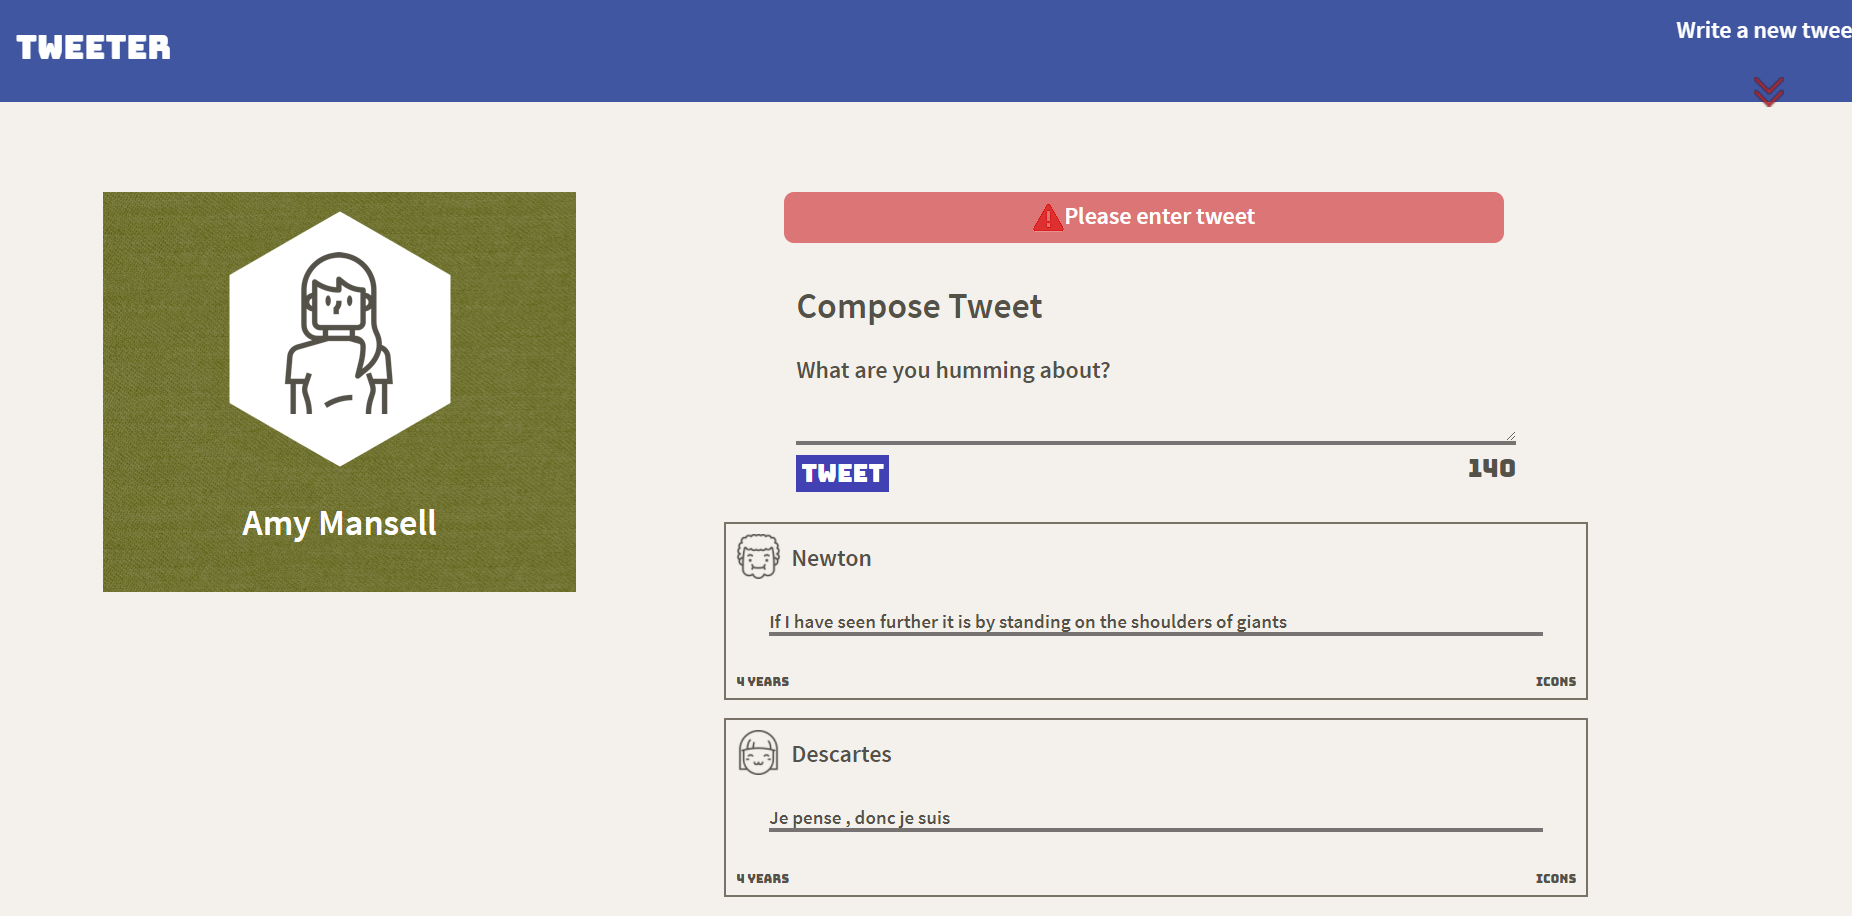 TWEETER
Write a new twee
Amy Mansell
Please enter tweet
Compose Tweet
What are you humming about?
TWEET
140
Newton
If I have seen further it is by standing on the shoulders of giants
4 YEARS
ICONS
Descartes
Je pense , donc je suis
4 YEARS
ICONS